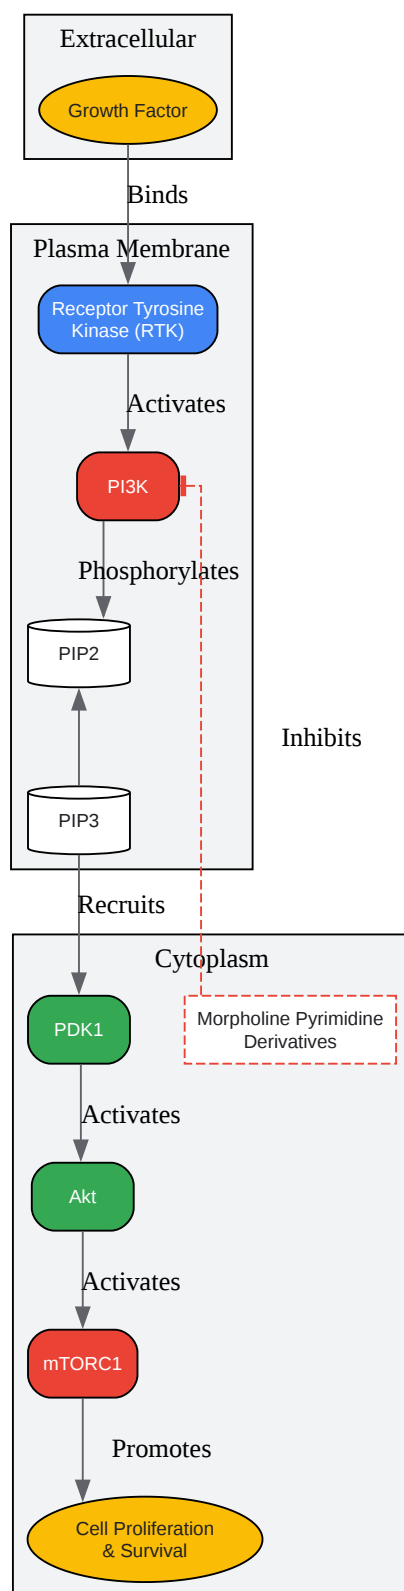 Extracellular
Growth Factor
Binds
Plasma Membrane
Receptor Tyrosine
Kinase (RTK)
Activates
PI3K
Phosphorylates
PIP2
Inhibits
PIP3
Recruits
Cytoplasm
PDK1
Morpholine Pyrimidine
Derivatives
Activates
Akt
Activates
mTORC1
Promotes
Cell Proliferation
& Survival